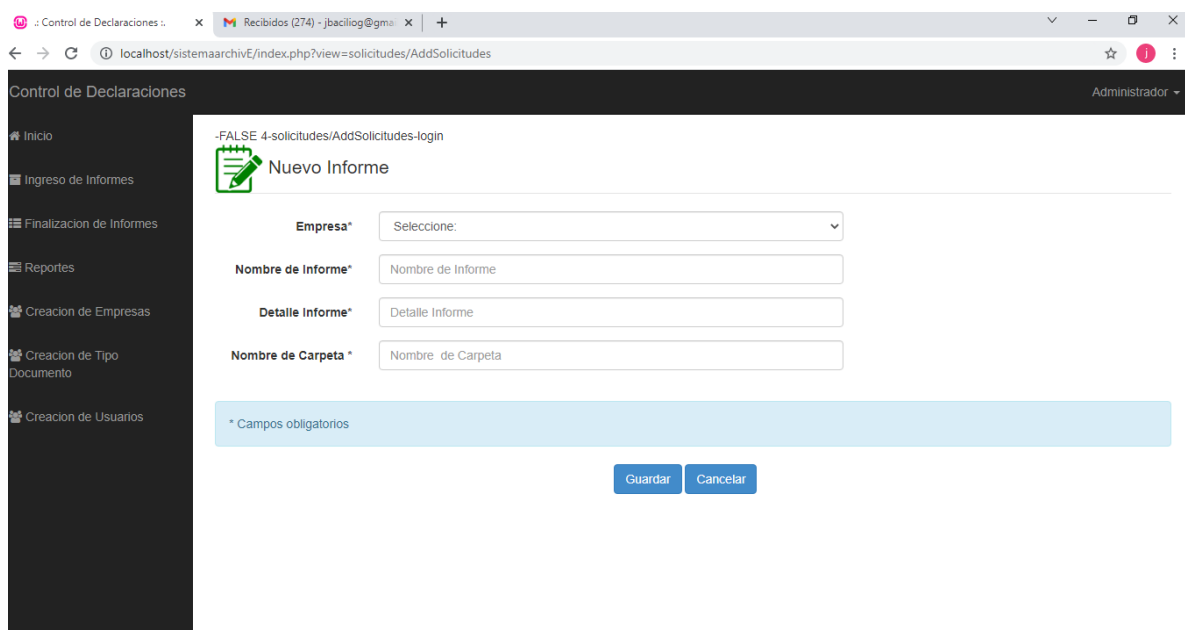 .: Control de Declaraciones :.
Recibidos (274) - jbaciliog@gmai
localhost/sistemaarchivE/index.php?view=solicitudes/AddSolicitudes
j
Control de Declaraciones
Administrador
Inicio
Ingreso de Informes
Finalizacion de Informes
Reportes
Creacion de Empresas
Creacion de Tipo
Documento
Creacion de Usuarios
-FALSE 4-solicitudes/AddSolicitudes-login
Nuevo Informe
Empresa*
Seleccione:
Nombre de Informe*
Nombre de Informe
Detalle Informe*
Detalle Informe
Nombre de Carpeta *
Nombre de Carpeta
* Campos obligatorios
Guardar
Cancelar